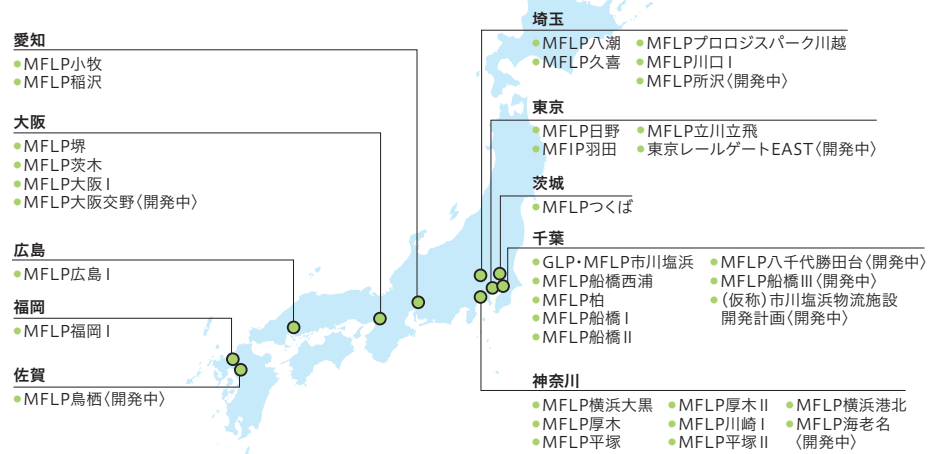 愛知
●MFLP小牧
●MFLP稲沢
大阪
●MFLP堺
●MFLP茨木
●MFLP大阪Ⅰ
●MFLP大阪交野〈開発中〉
広島
●MFLP広島Ⅰ
福岡
●MFLP福岡Ⅰ
佐賀
●MFLP鳥栖〈開発中〉
埼玉
●MFLP八潮 ●MFLPプロロジスパーク川越
●MFLP久喜 ●MFLP川口Ⅰ
●MFLP所沢〈開発中〉
東京
●MFLP日野 ●MFLP立川立飛
●MFIP羽田 ●東京レールゲートEAST〈開発中〉
茨城
●MFLPつくば
千葉
●GLP・MFLP市川塩浜 ●MFLP八千代勝田台〈開発中〉
●MFLP船橋西浦 ●MFLP船橋Ⅲ〈開発中〉
●MFLP柏 ●(仮称)市川塩浜物流施設
●MFLP船橋Ⅰ 開発計画〈開発中〉
●MFLP船橋Ⅱ
神奈川
●MFLP横浜大黒 ●MFLP厚木Ⅱ ●MFLP横浜港北
●MFLP厚木 ●MFLP川崎Ⅰ ●MFLP海老名
●MFLP平塚 ●MFLP平塚Ⅱ 〈開発中〉